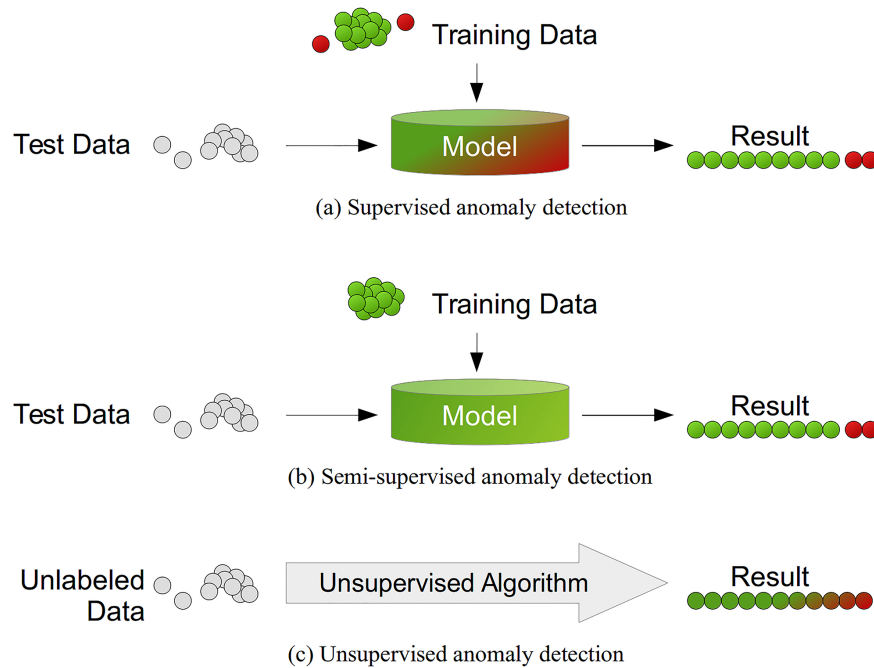 Training Data
Test Data
Model
Result
(a) Supervised anomaly detection
Training Data
Test Data
Model
Result
(b) Semi-supervised anomaly detection
Unlabeled
Data
Unsupervised Algorithm
Result
(c) Unsupervised anomaly detection